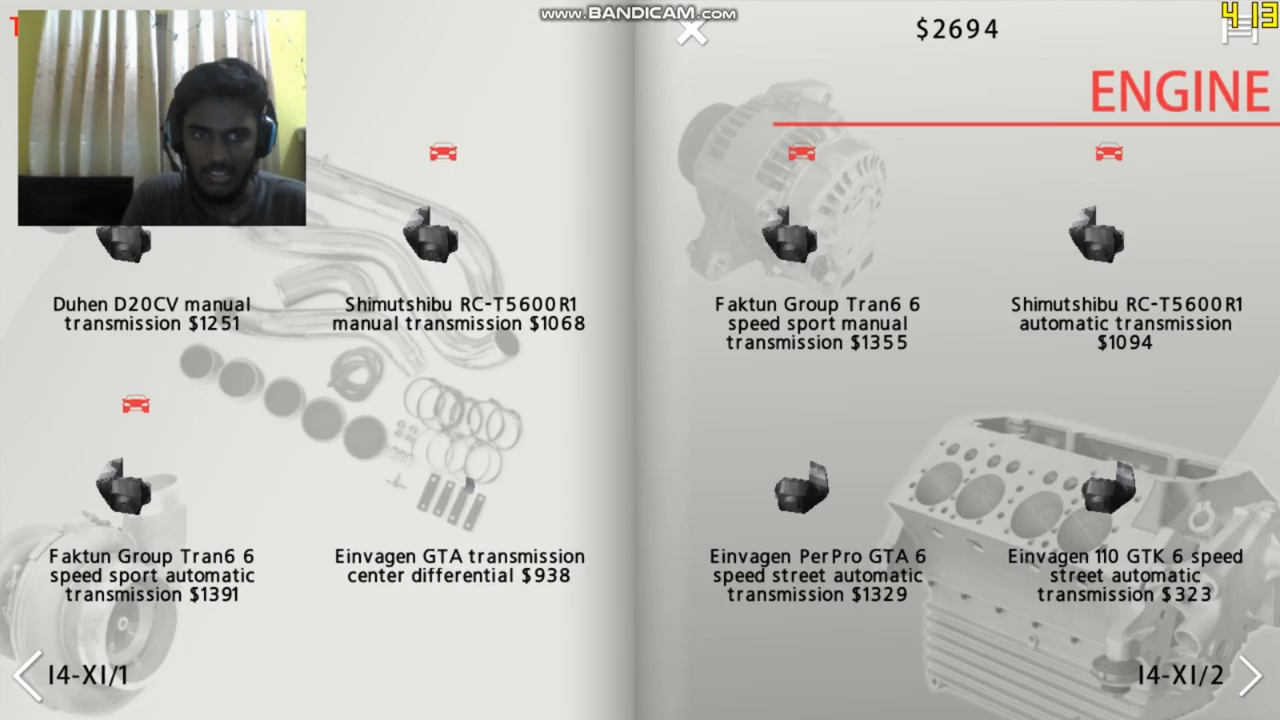 www.BANDICAM.com
$2694
413
ENGINE
Duhen D20CV manual
transmission $1251
Shimutshibu RC-T5600R1
manual transmission $1068
Faktun Group Tran6 6
speed sport manual
transmission $1355
Shimutshibu RC-T5600R1
automatic transmission
$1094
Faktun Group Tran6 6
speed sport automatic
transmission $1391
Einvagen GTA transmission
center differential $938
Einvagen PerPro GTA 6
speed street automatic
transmission $1329
Einvagen 110 GTK 6 speed
street automatic
transmission $323
I4-XI/1
I4-XI/2